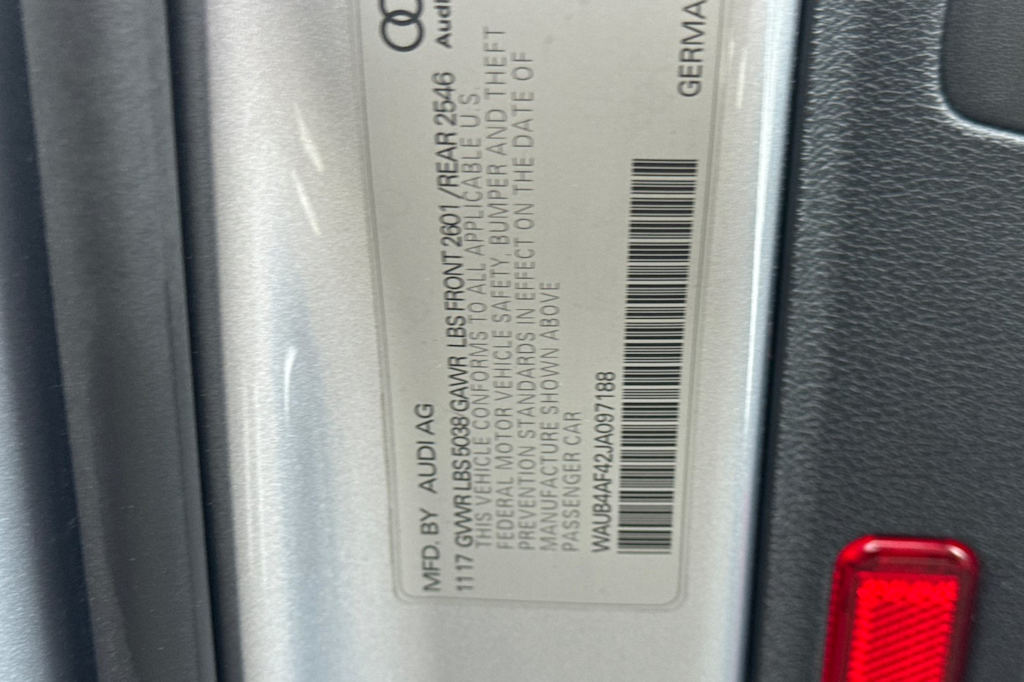 Audi
MFD. BY AUDI AG
1117 GVWR LBS 5038 GAWR LBS FRONT 2601 /REAR 2546
THIS VEHICLE CONFORMS TO ALL APPLICABLE U.S.
FEDERAL MOTOR VEHICLE SAFETY, BUMPER AND THEFT
PREVENTION STANDARDS IN EFFECT ON THE DATE OF
MANUFACTURE SHOWN ABOVE
PASSENGER CAR
WAUB4AF42JA097188
GERMA